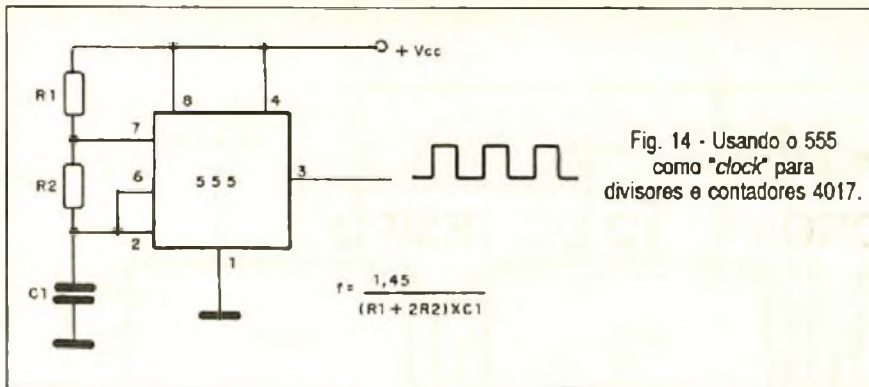 + Vcc
R1
8
4
7
R2
6
555
3
2
1
C1
f= 1,45
(R1 + 2R2)XC1
Fig. 14 - Usando o 555
como "clock" para
divisores e contadores 4017.